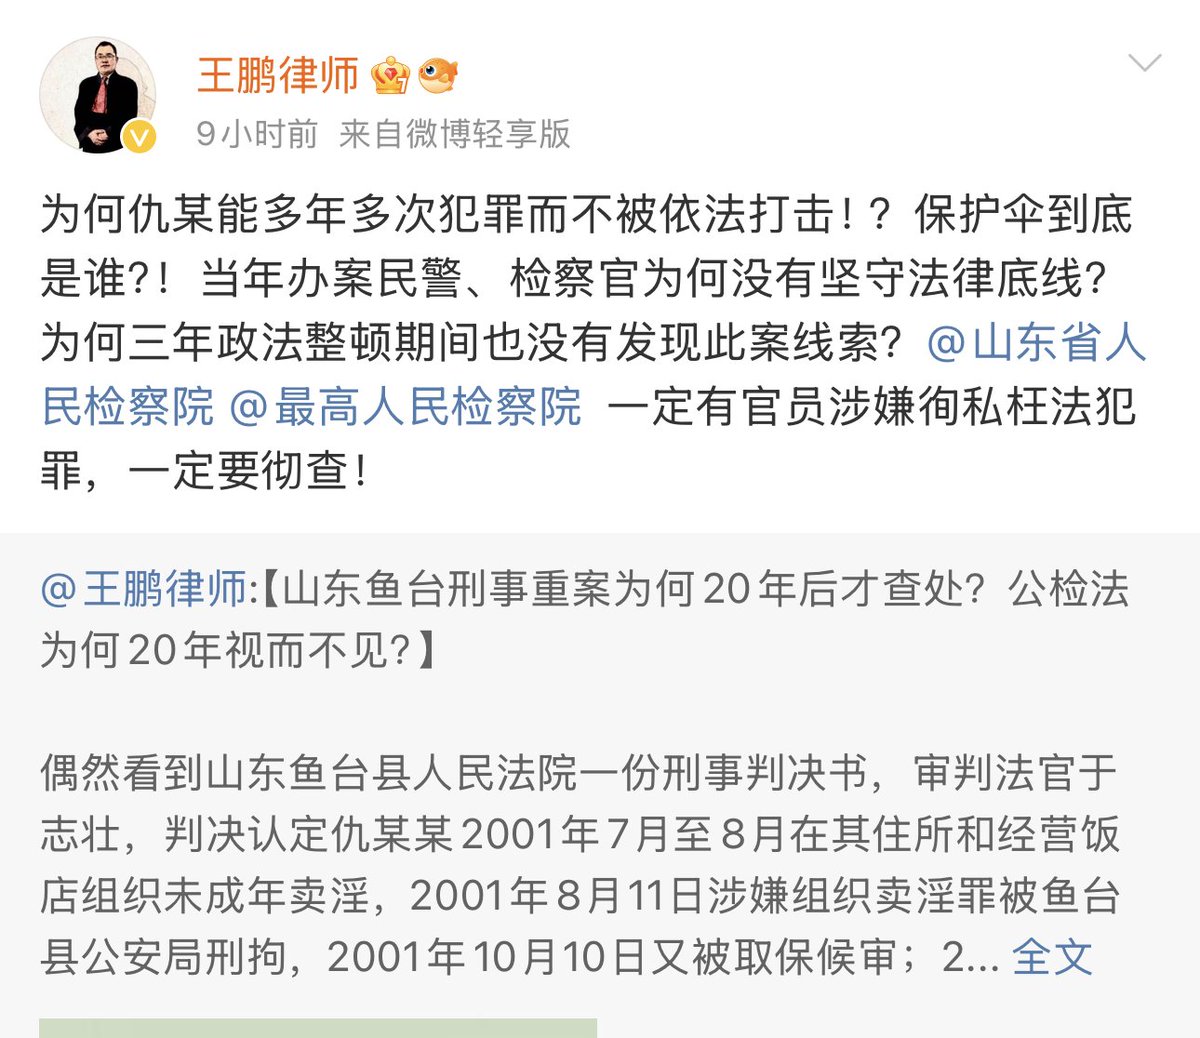 王鹏律师
9小时前 来自微博轻享版
为何仇某能多年多次犯罪而不被依法打击！？保护伞到底
是谁?！当年办案民警、检察官为何没有坚守法律底线?
为何三年政法整顿期间也没有发现此案线索？@山东省人
民检察院 @最高人民检察院 一定有官员涉嫌徇私枉法犯
罪，一定要彻查！
@王鹏律师:【山东鱼台刑事重案为何20年后才查处？公检法
为何20年视而不见？】
偶然看到山东鱼台县人民法院一份刑事判决书，审判法官于
志壮，判决认定仇某某2001年7月至8月在其住所和经营饭
店组织未成年卖淫，2001年8月11日涉嫌组织卖淫罪被鱼台
县公安局刑拘，2001年10月10日又被取保候审；2... 全文